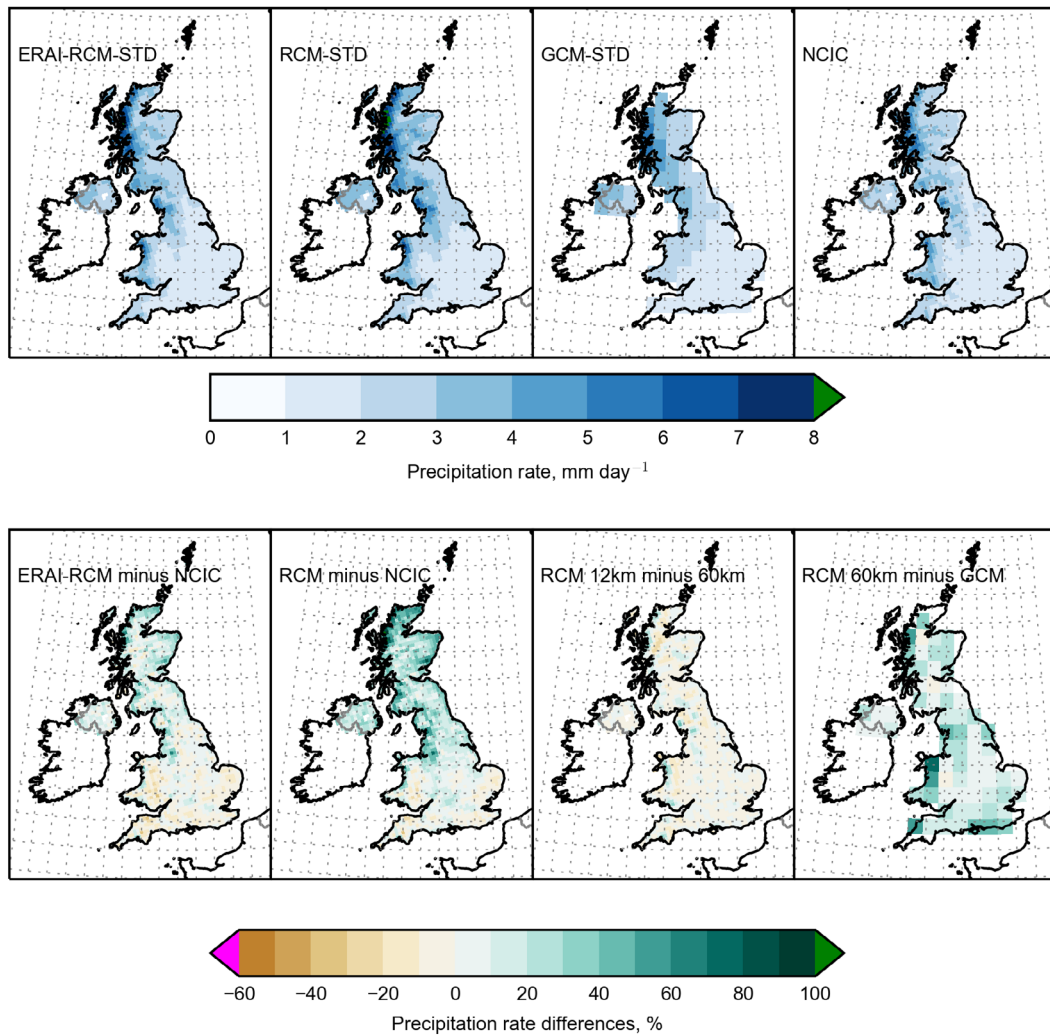 ERAI-RCM-STD RCM-STD GCM-STD NCIC
0 1 2 3 4 5 6 7 8
Precipitation rate, mm day⁻¹
ERAI-RCM minus NCIC RCM minus NCIC RCM 12km minus 60km RCM 60km minus GCM
−60 −40 −20 0 20 40 60 80 100
Precipitation rate differences, %